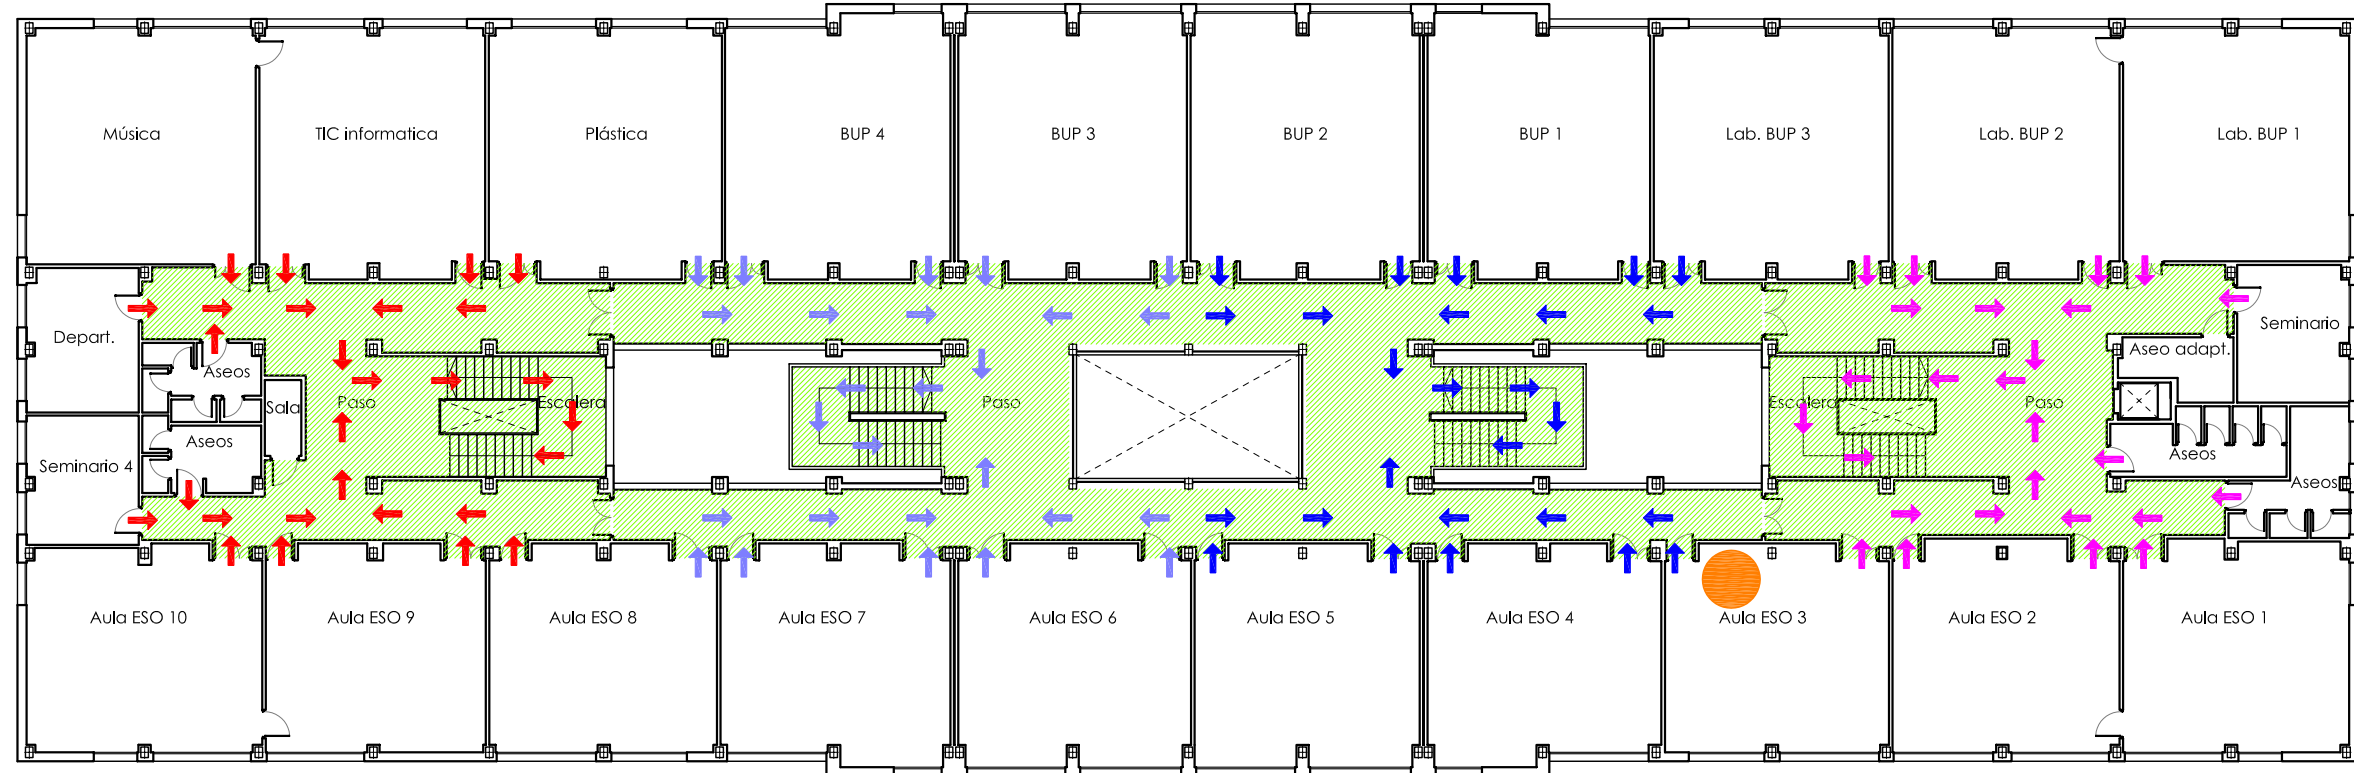 Música
TIC informatica
Plástica
BUP 4
BUP 3
BUP 2
BUP 1
Lab. BUP 3
Lab. BUP 2
Lab. BUP 1
Depart.
Seminario
Aseo adapt.
Aseos
Sala
Paso
Escalera
Paso
Escalera
Paso
Aseos
Seminario 4
Aseos
Aseos
Aula ESO 10
Aula ESO 9
Aula ESO 8
Aula ESO 7
Aula ESO 6
Aula ESO 5
Aula ESO 4
Aula ESO 3
Aula ESO 2
Aula ESO 1